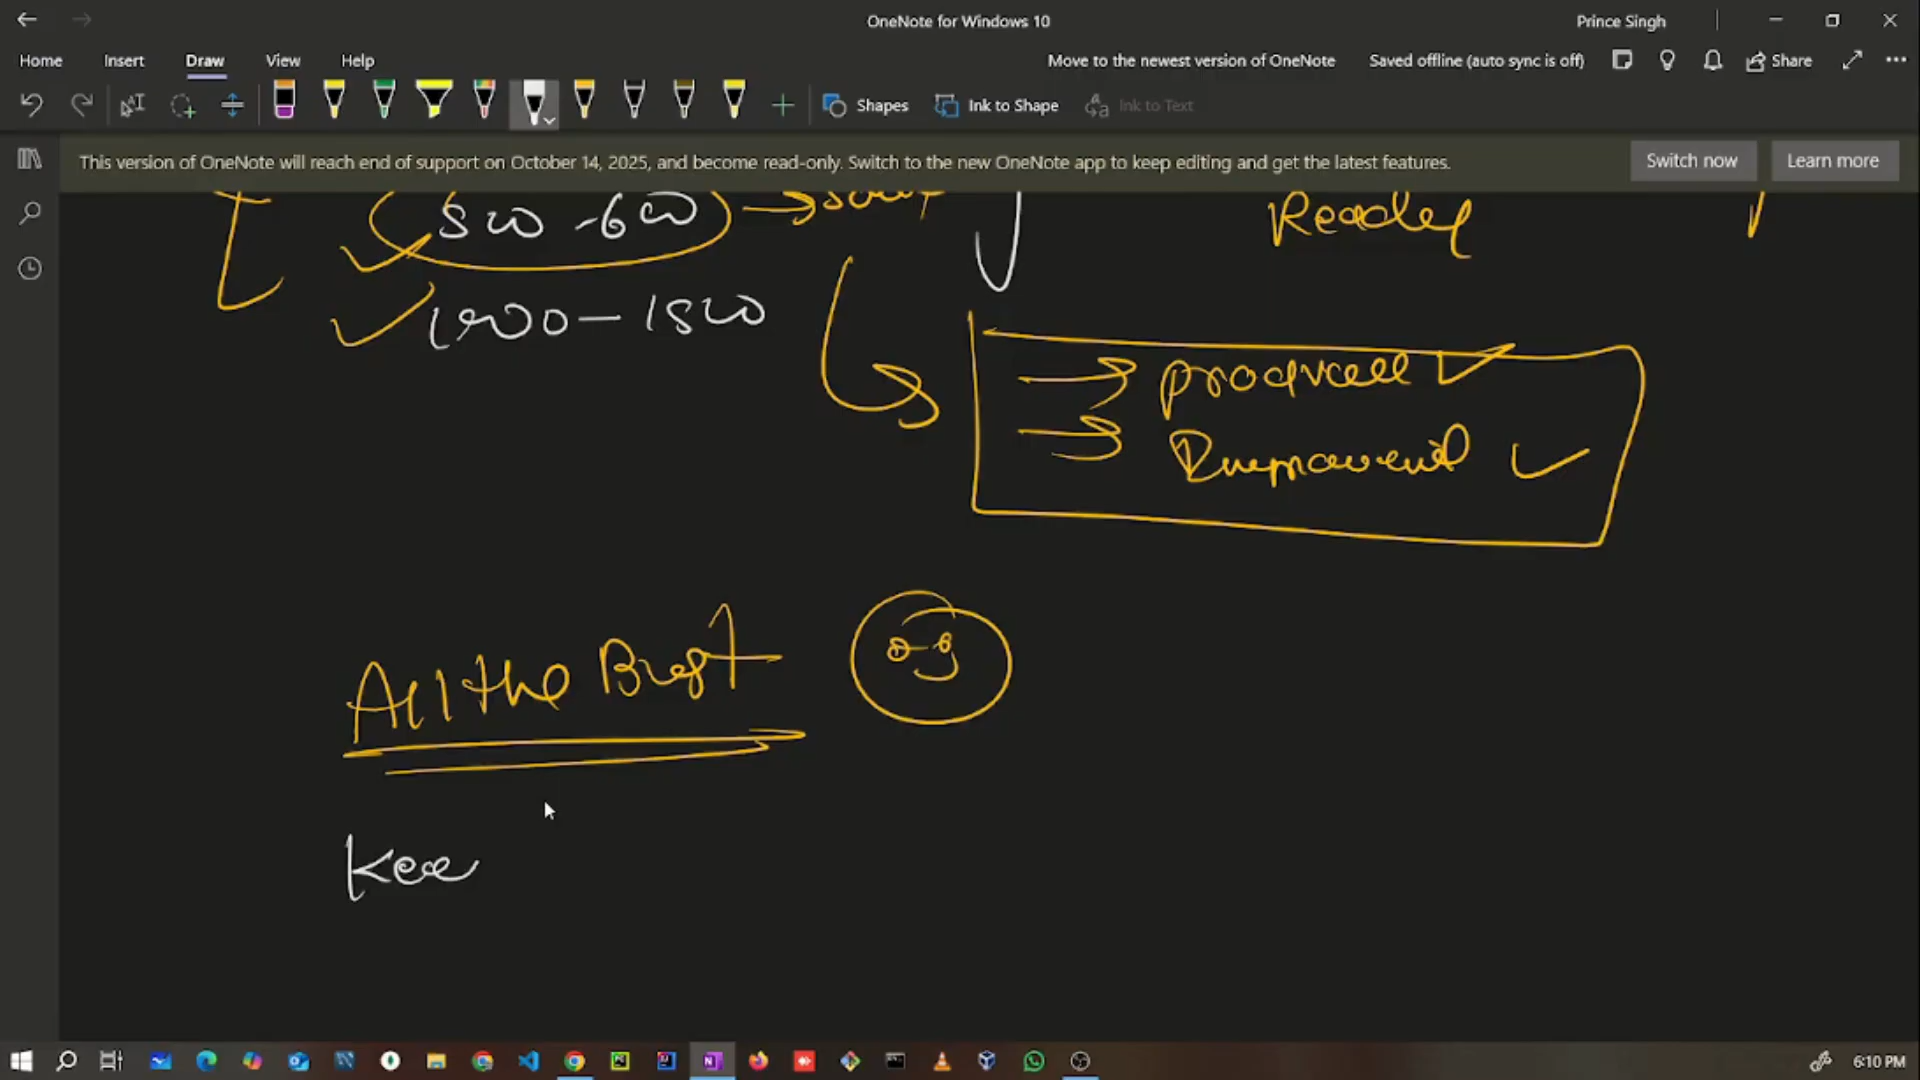 OneNote for Windows 10
Prince Singh
Home Insert Draw View Help
Move to the newest version of OneNote Saved offline (auto sync is off) Share
Shapes Ink to Shape Ink to Text
This version of OneNote will reach end of support on October 14, 2025, and become read-only. Switch to the new OneNote app to keep editing and get the latest features.
Switch now Learn more
500 - 600
Ready
1000 - 1500
All the Best
Kee
6:10 PM